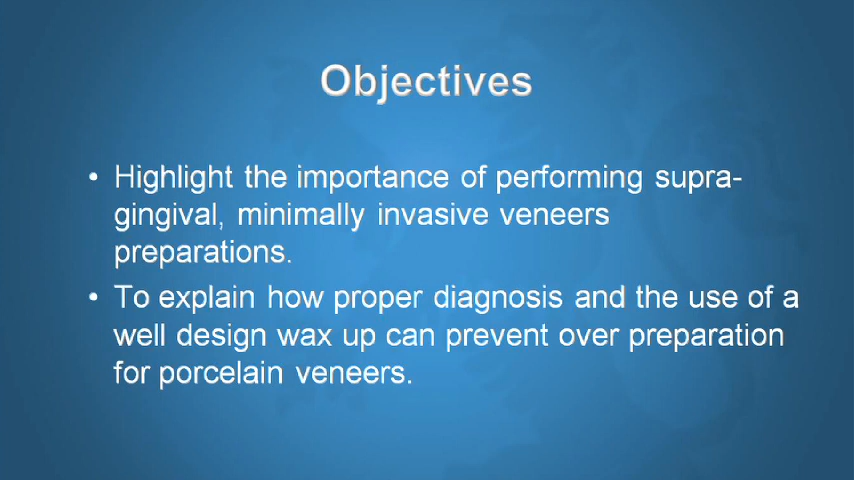 Objectives
• Highlight the importance of performing supra-
gingival, minimally invasive veneers
preparations.
• To explain how proper diagnosis and the use of a
well design wax up can prevent over preparation
for porcelain veneers.